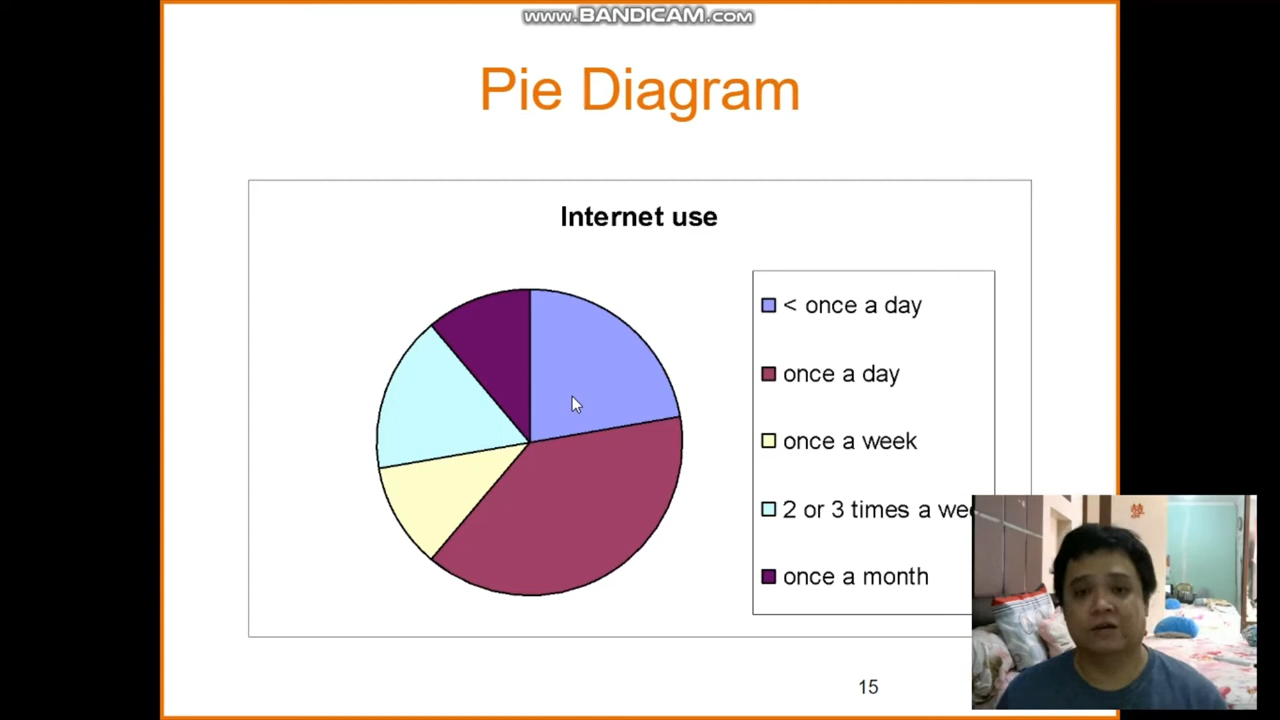 www.BANDICAM.com
Pie Diagram
Internet use
< once a day
once a day
once a week
2 or 3 times a
once a month
15